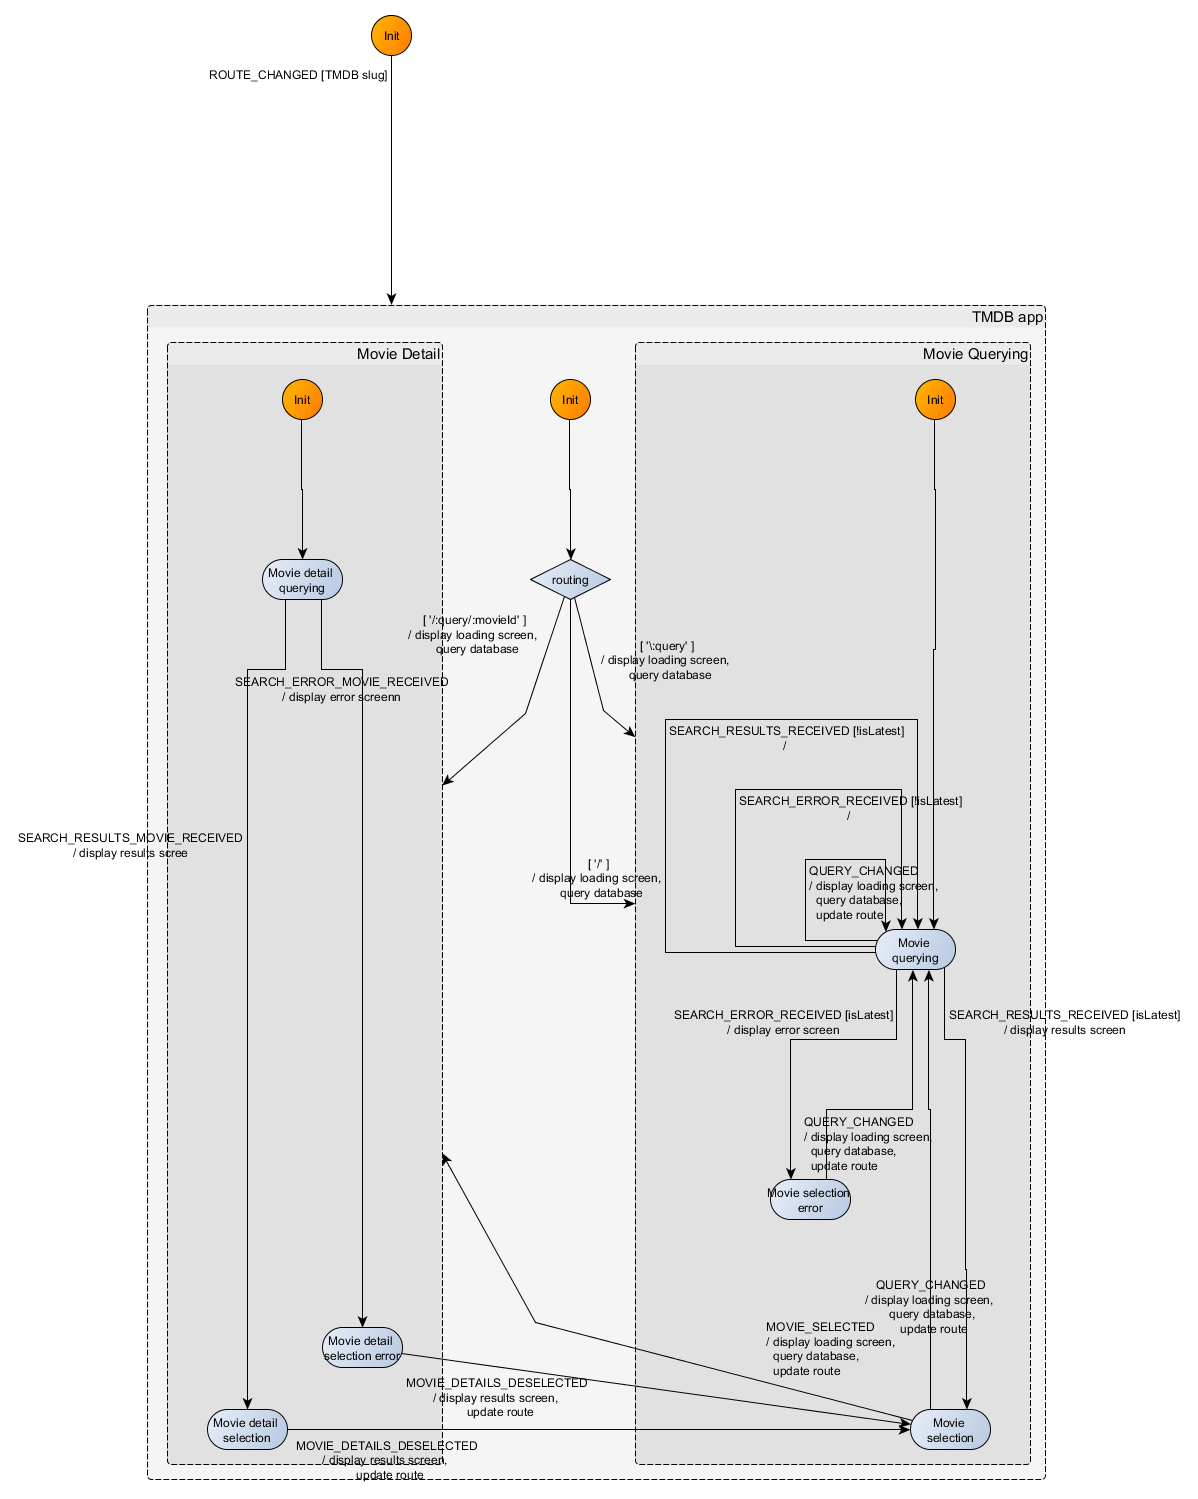 Init
ROUTE_CHANGED [TMDB slug]
TMDB app
Movie Detail
Movie Querying
Init
Init
Init
Movie detail
querying
routing
[ '/:query/:movieId' ]
/ display loading screen,
query database
[ '\:query' ]
/ display loading screen,
query database
SEARCH_ERROR_MOVIE_RECEIVED
/ display error screenn
SEARCH_RESULTS_RECEIVED [!isLatest]
/
SEARCH_ERROR_RECEIVED [!isLatest]
/
SEARCH_RESULTS_MOVIE_RECEIVED
/ display results scree
[ '/' ]
/ display loading screen,
query database
QUERY_CHANGED
/ display loading screen,
query database,
update route
Movie
querying
SEARCH_ERROR_RECEIVED [isLatest]
/ display error screen
SEARCH_RESULTS_RECEIVED [isLatest]
/ display results screen
QUERY_CHANGED
/ display loading screen,
query database,
update route
Movie selection
error
QUERY_CHANGED
/ display loading screen,
query database,
update route
MOVIE_SELECTED
/ display loading screen,
query database,
update route
Movie detail
selection error
MOVIE_DETAILS_DESELECTED
/ display results screen,
update route
Movie detail
selection
Movie
selection
MOVIE_DETAILS_DESELECTED
/ display results screen,
update route